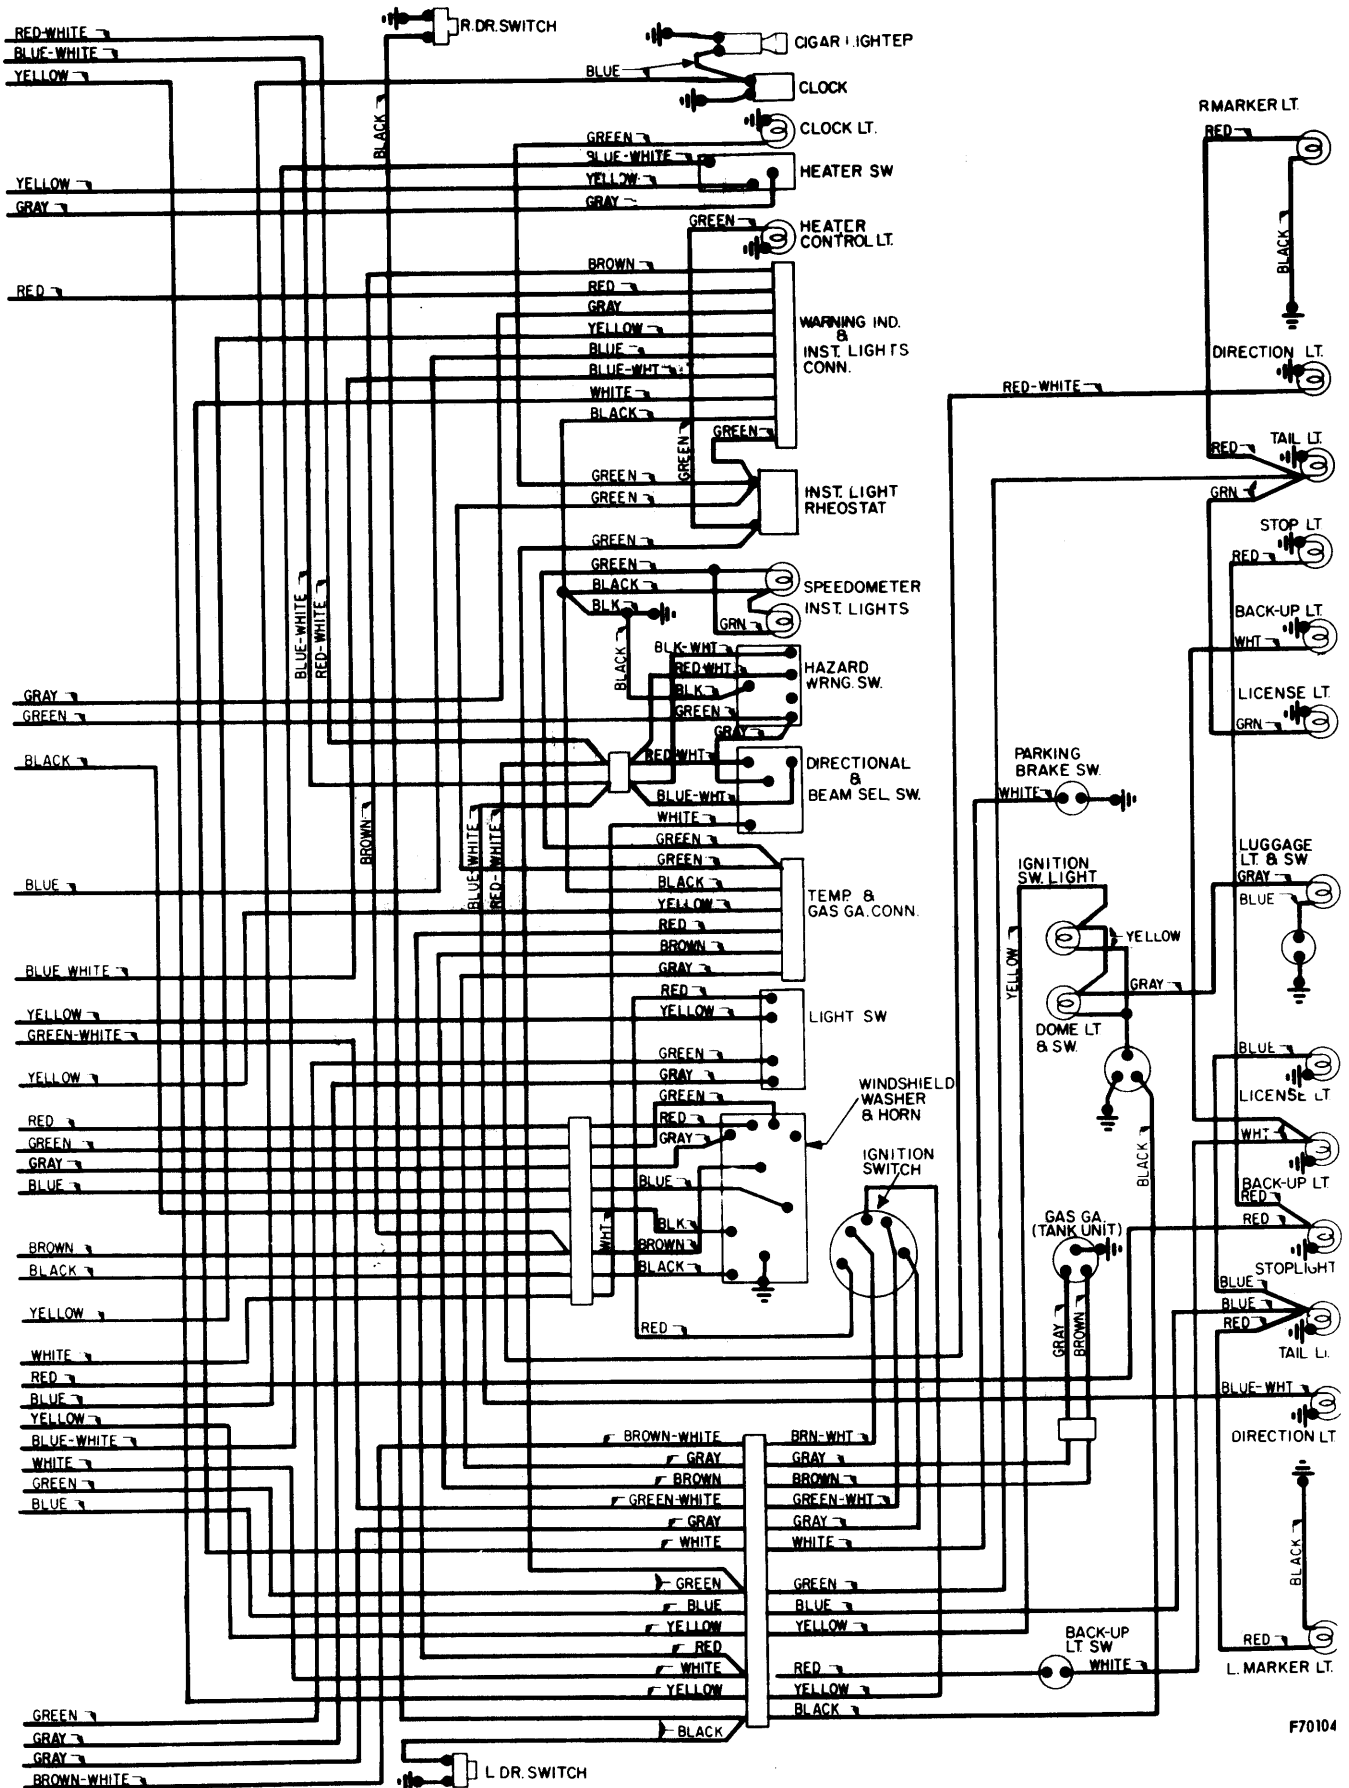 RED-WHITE
BLUE-WHITE
YELLOW
R.DR.SWITCH
BLUE
CIGAR LIGHTEP
CLOCK
R MARKER LT.
RED
BLACK
CLOCK LT.
GREEN
BLUE-WHITE
YELLOW
GRAY
HEATER SW
YELLOW
GRAY
GREEN
HEATER
CONTROL LT.
BLACK
BROWN
RED
RED
GRAY
YELLOW
BLUE
BLUE-WHT
WHITE
BLACK
GREEN
WARNING IND.
&
INST. LIGHTS
CONN.
DIRECTION LT.
RED-WHITE
GREEN
RED
TAIL LT.
GRN
GREEN
GREEN
INST. LIGHT
RHEOSTAT
STOP LT
RED
GREEN
GREEN
BLACK
BLK
GRN
SPEEDOMETER
INST. LIGHTS
BACK-UP LT.
WHT
BLUE-WHITE
RED-WHITE
BLACK
BLK-WHT
RED WHT
BLK
GREEN
GRAY
HAZARD
WRNG. SW.
LICENSE LT.
GRN
GRAY
GREEN
BLACK
RED-WHT
BLUE-WHT
WHITE
DIRECTIONAL
&
BEAM SEL. SW.
PARKING
BRAKE SW.
WHITE
BROWN
BLUE-WHITE
RED-WHITE
GREEN
GREEN
BLACK
YELLOW
RED
BROWN
GRAY
TEMP. &
GAS GA. CONN.
IGNITION
SW. LIGHT
LUGGAGE
LT. & SW
GRAY
BLUE
BLUE
BLUE WHITE
YELLOW
YELLOW
GRAY
RED
YELLOW
GREEN
GRAY
LIGHT SW
DOME LT
& SW.
YELLOW
GREEN-WHITE
YELLOW
BLUE
LICENSE LT
RED
GREEN
GRAY
BLUE
GREEN
RED
GRAY
BLUE
WHT
BLK
BROWN
BLACK
WINDSHIELD
WASHER
& HORN
IGNITION
SWITCH
BLACK
WHT
BACK-UP LT.
RED
RED
GAS GA.
(TANK UNIT)
STOPLIGHT
BROWN
BLACK
YELLOW
RED
GRAY
BROWN
BLUE
BLUE
RED
WHITE
RED
BLUE
YELLOW
BLUE-WHITE
WHITE
GREEN
BLUE
BLUE-WHT
DIRECTION LT
BROWN-WHITE
GRAY
BROWN
GREEN-WHITE
GRAY
WHITE
GREEN
BLUE
YELLOW
RED
WHITE
YELLOW
BLACK
BRN-WHT
GRAY
BROWN
GREEN-WHT
GRAY
WHITE
GREEN
BLUE
YELLOW
RED
YELLOW
BLACK
BACK-UP
LT. SW
WHITE
BLACK
RED
L. MARKER LT.
GREEN
GRAY
GRAY
BROWN-WHITE
L DR. SWITCH
F70104